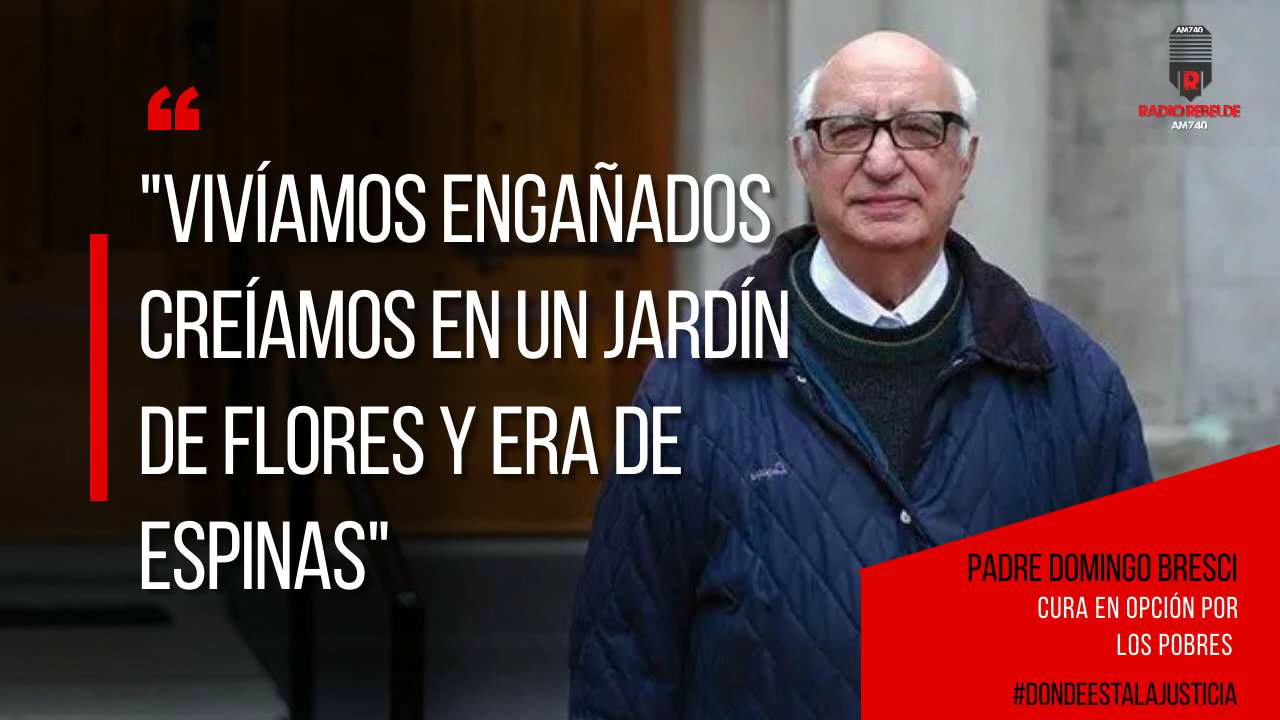 AM740
R
RADIO REBELDE
AM740
"VIVÍAMOS ENGAÑADOS
CREÍAMOS EN UN JARDÍN
DE FLORES Y ERA DE
ESPINAS"
PADRE DOMINGO BRESCI
CURA EN OPCIÓN POR
LOS POBRES
#DONDEESTALAJUSTICIA